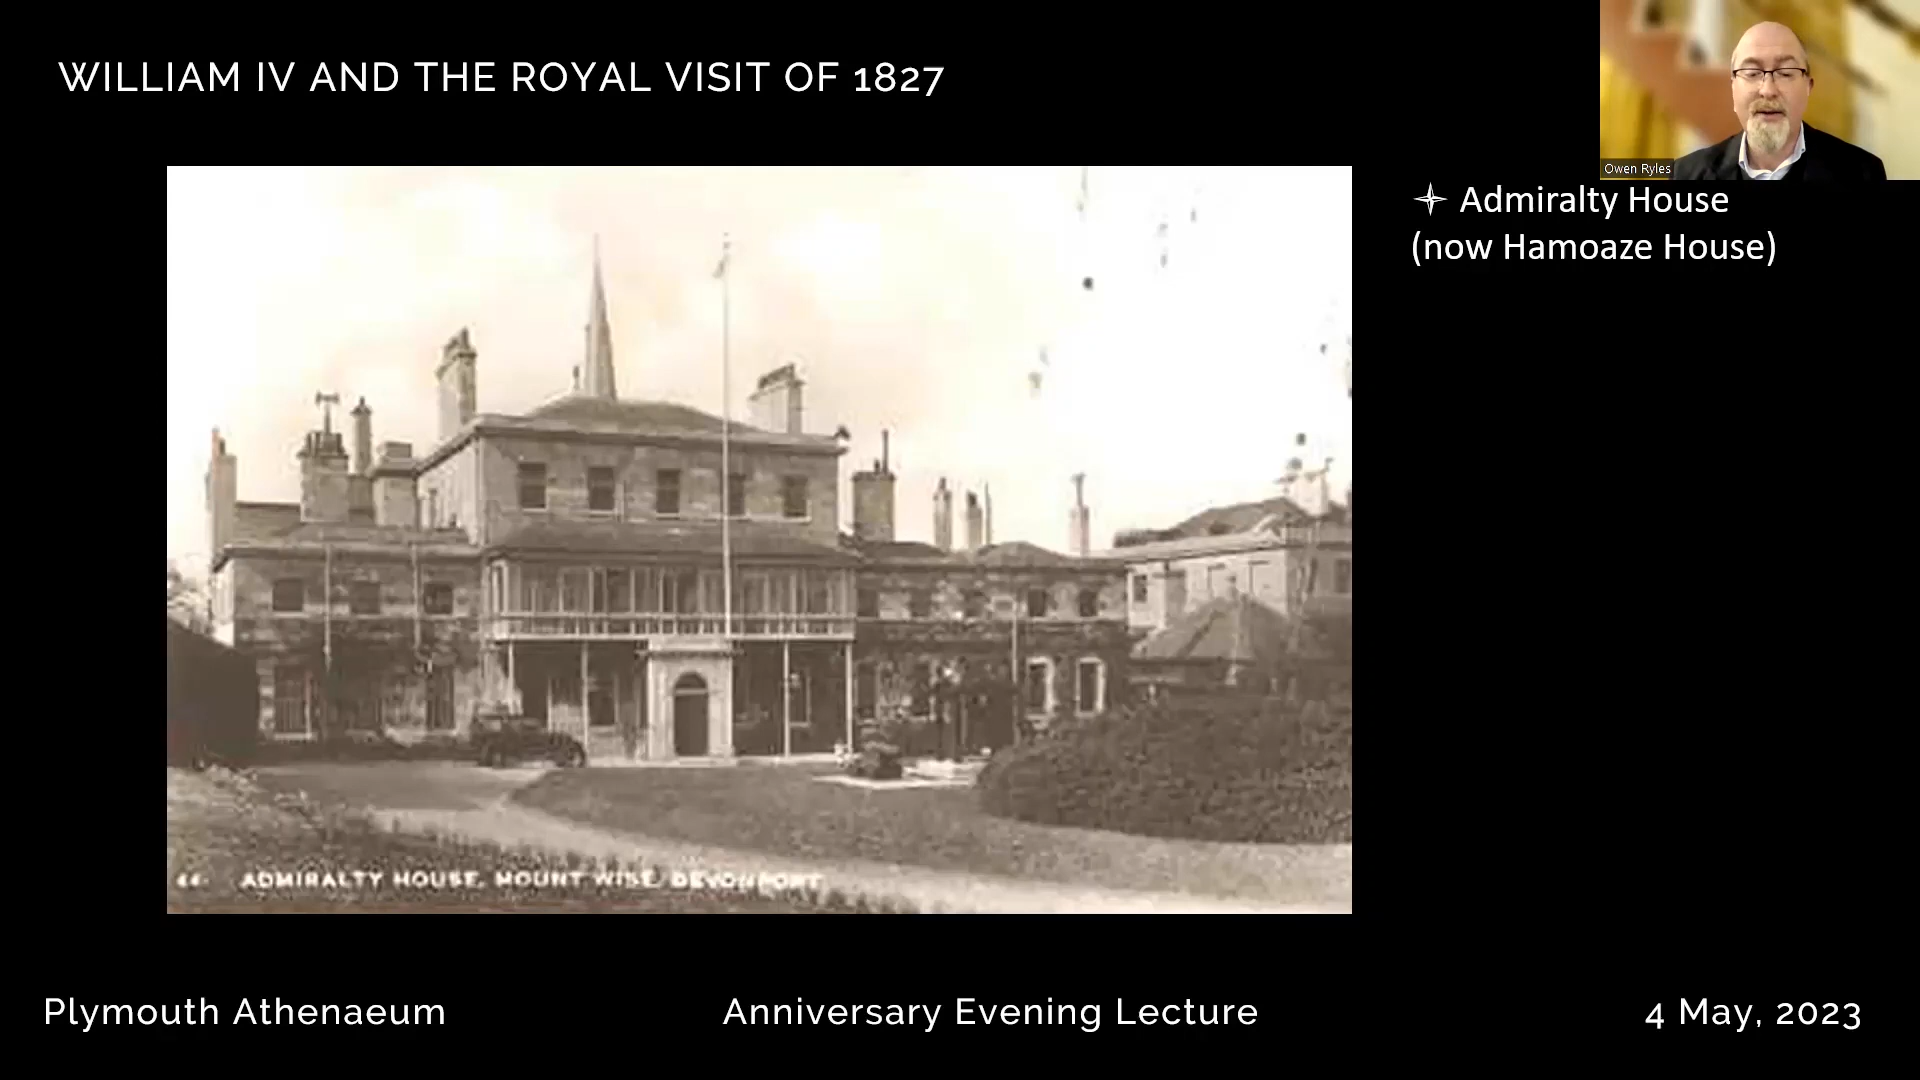 WILLIAM IV AND THE ROYAL VISIT OF 1827
Owen Ryles
Admiralty House
(now Hamoaze House)
44. ADMIRALTY HOUSE, MOUNT WISE, DEVONPORT
Plymouth Athenaeum
Anniversary Evening Lecture
4 May, 2023